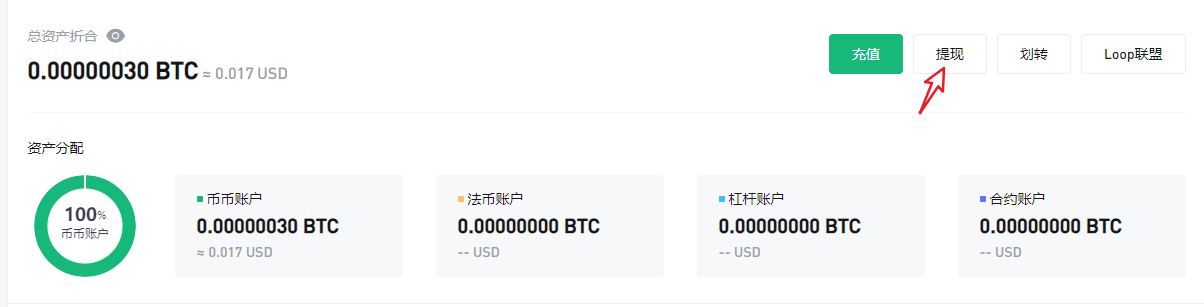 总资产折合
0.00000030 BTC ≈ 0.017 USD
充值
提现
划转
Loop联盟
资产分配
100%
币币账户
币币账户
0.00000030 BTC
≈ 0.017 USD
法币账户
0.00000000 BTC
-- USD
杠杆账户
0.00000000 BTC
-- USD
合约账户
0.00000000 BTC
-- USD